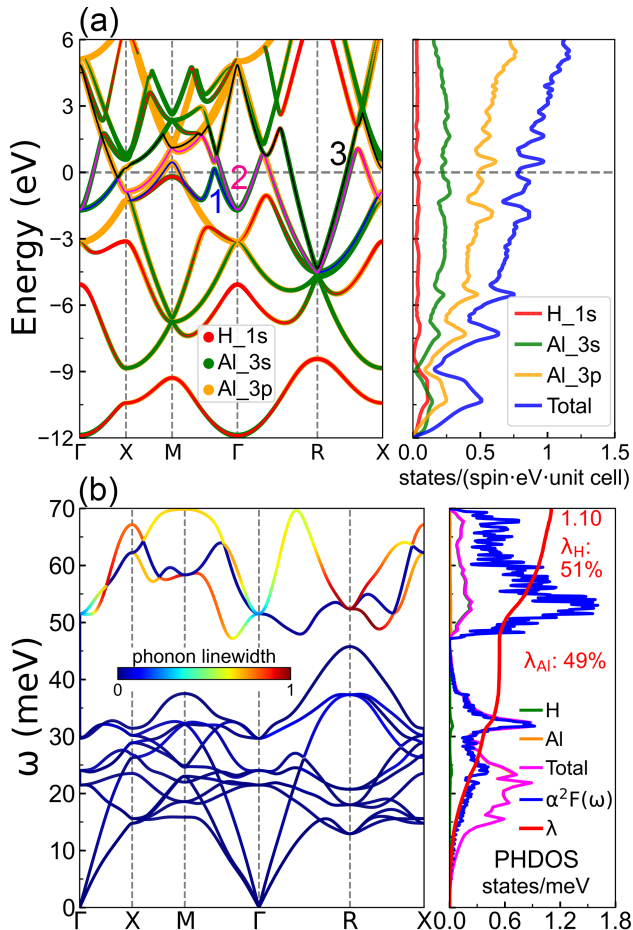 (a)
Energy (eV)
6
3
0
−3
−6
−9
−12
1
2
3
H_1s
Al_3s
Al_3p
Γ X M Γ R X
H_1s
Al_3s
Al_3p
Total
0.0 0.5 1.0 1.5
states/(spin·eV·unit cell)
(b)
ω (meV)
70
60
50
40
30
20
10
0
phonon linewidth
0 1
Γ X M Γ R X
1.10
λH:
51%
λAl: 49%
H
Al
Total
α²F(ω)
λ
PHDOS
states/meV
0.0 0.6 1.2 1.8